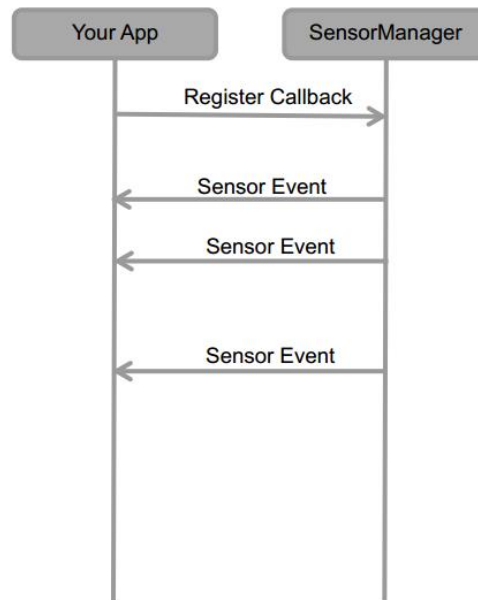 Your App
SensorManager
Register Callback
Sensor Event
Sensor Event
Sensor Event